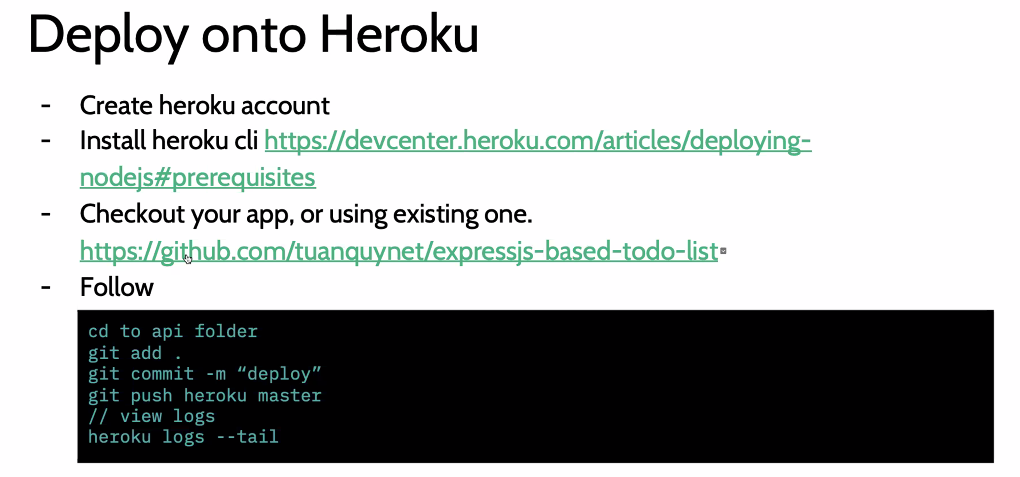 Deploy onto Heroku
- Create heroku account
- Install heroku cli https://devcenter.heroku.com/articles/deploying-
nodejs#prerequisites
- Checkout your app, or using existing one.
https://github.com/tuanquynet/expressjs-based-todo-list
- Follow
cd to api folder
git add .
git commit -m “deploy”
git push heroku master
// view logs
heroku logs --tail